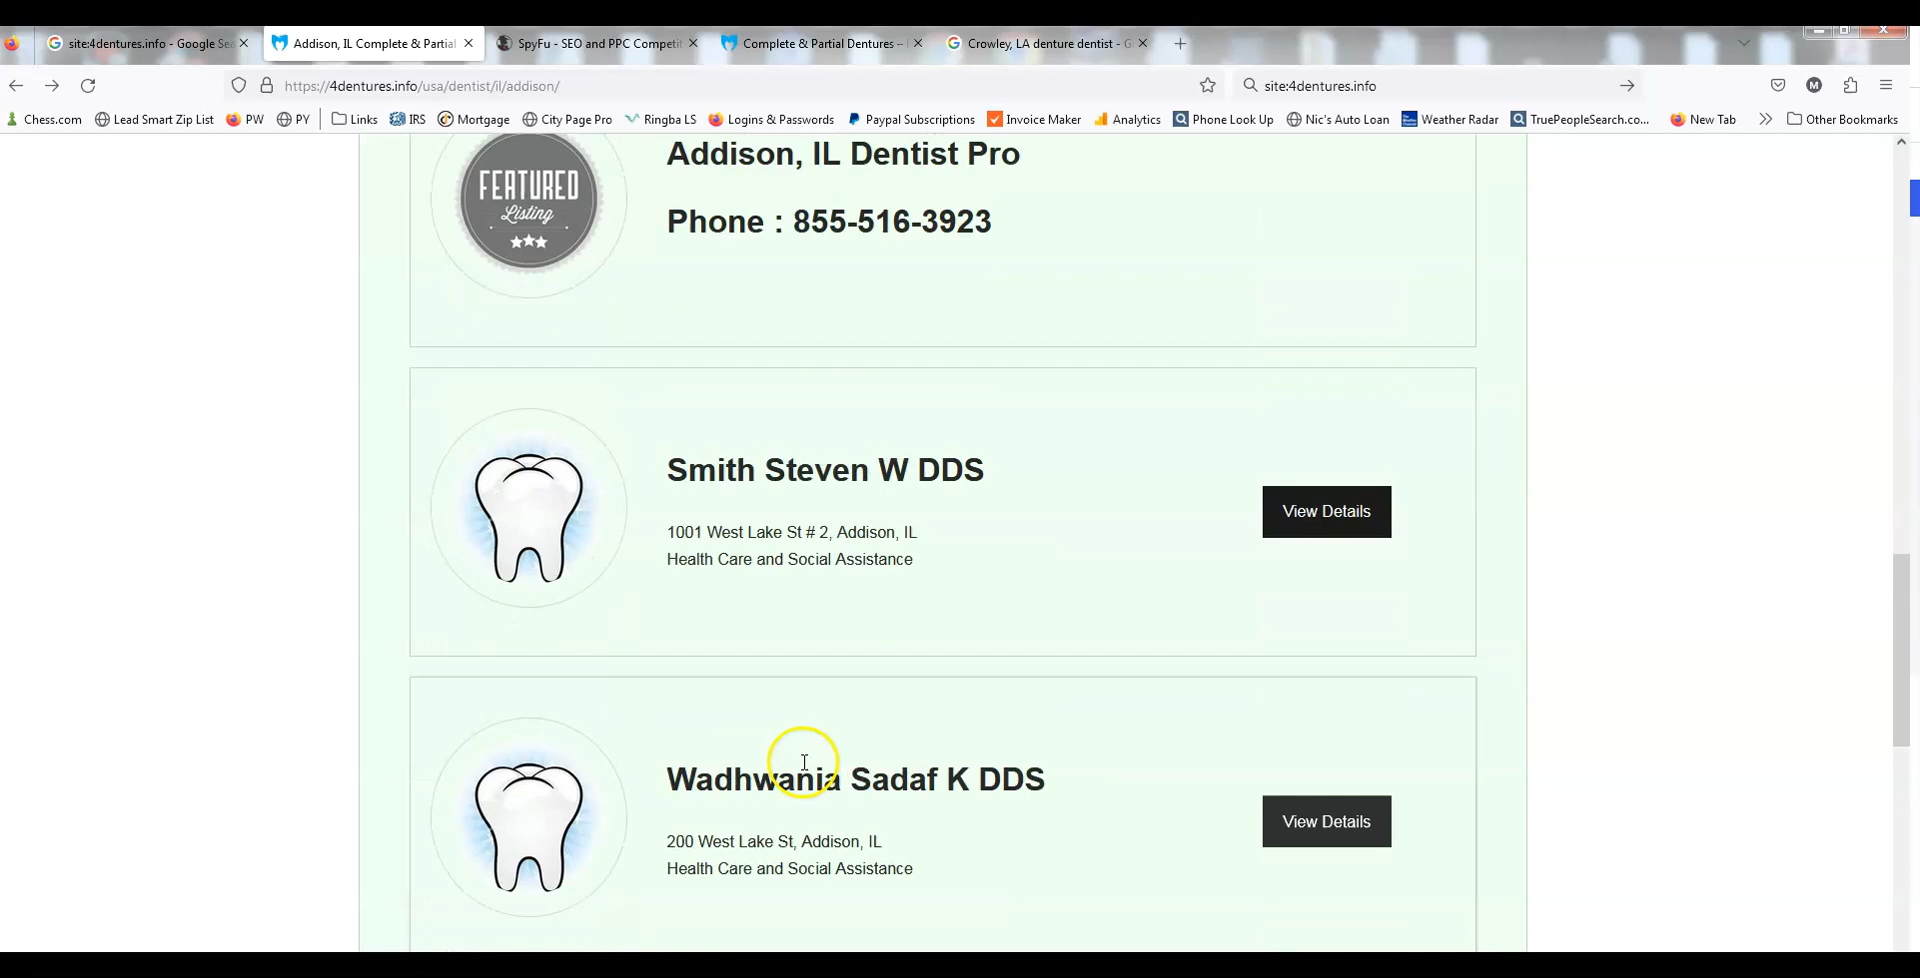 site:4dentures.info - Google Sea
Addison, IL Complete & Partial
SpyFu - SEO and PPC Competit
Complete & Partial Dentures –
Crowley, LA denture dentist - G
https://4dentures.info/usa/dentist/il/addison/
site:4dentures.info
M
Chess.com
Lead Smart Zip List
PW
PY
Links
IRS
Mortgage
City Page Pro
Ringba LS
Logins & Passwords
Paypal Subscriptions
Invoice Maker
Analytics
Phone Look Up
Nic's Auto Loan
Weather Radar
TruePeopleSearch.co...
New Tab
Other Bookmarks
FEATURED
Listing
Addison, IL Dentist Pro
Phone : 855-516-3923
Smith Steven W DDS
1001 West Lake St # 2, Addison, IL
Health Care and Social Assistance
View Details
Wadhwania Sadaf K DDS
200 West Lake St, Addison, IL
Health Care and Social Assistance
View Details